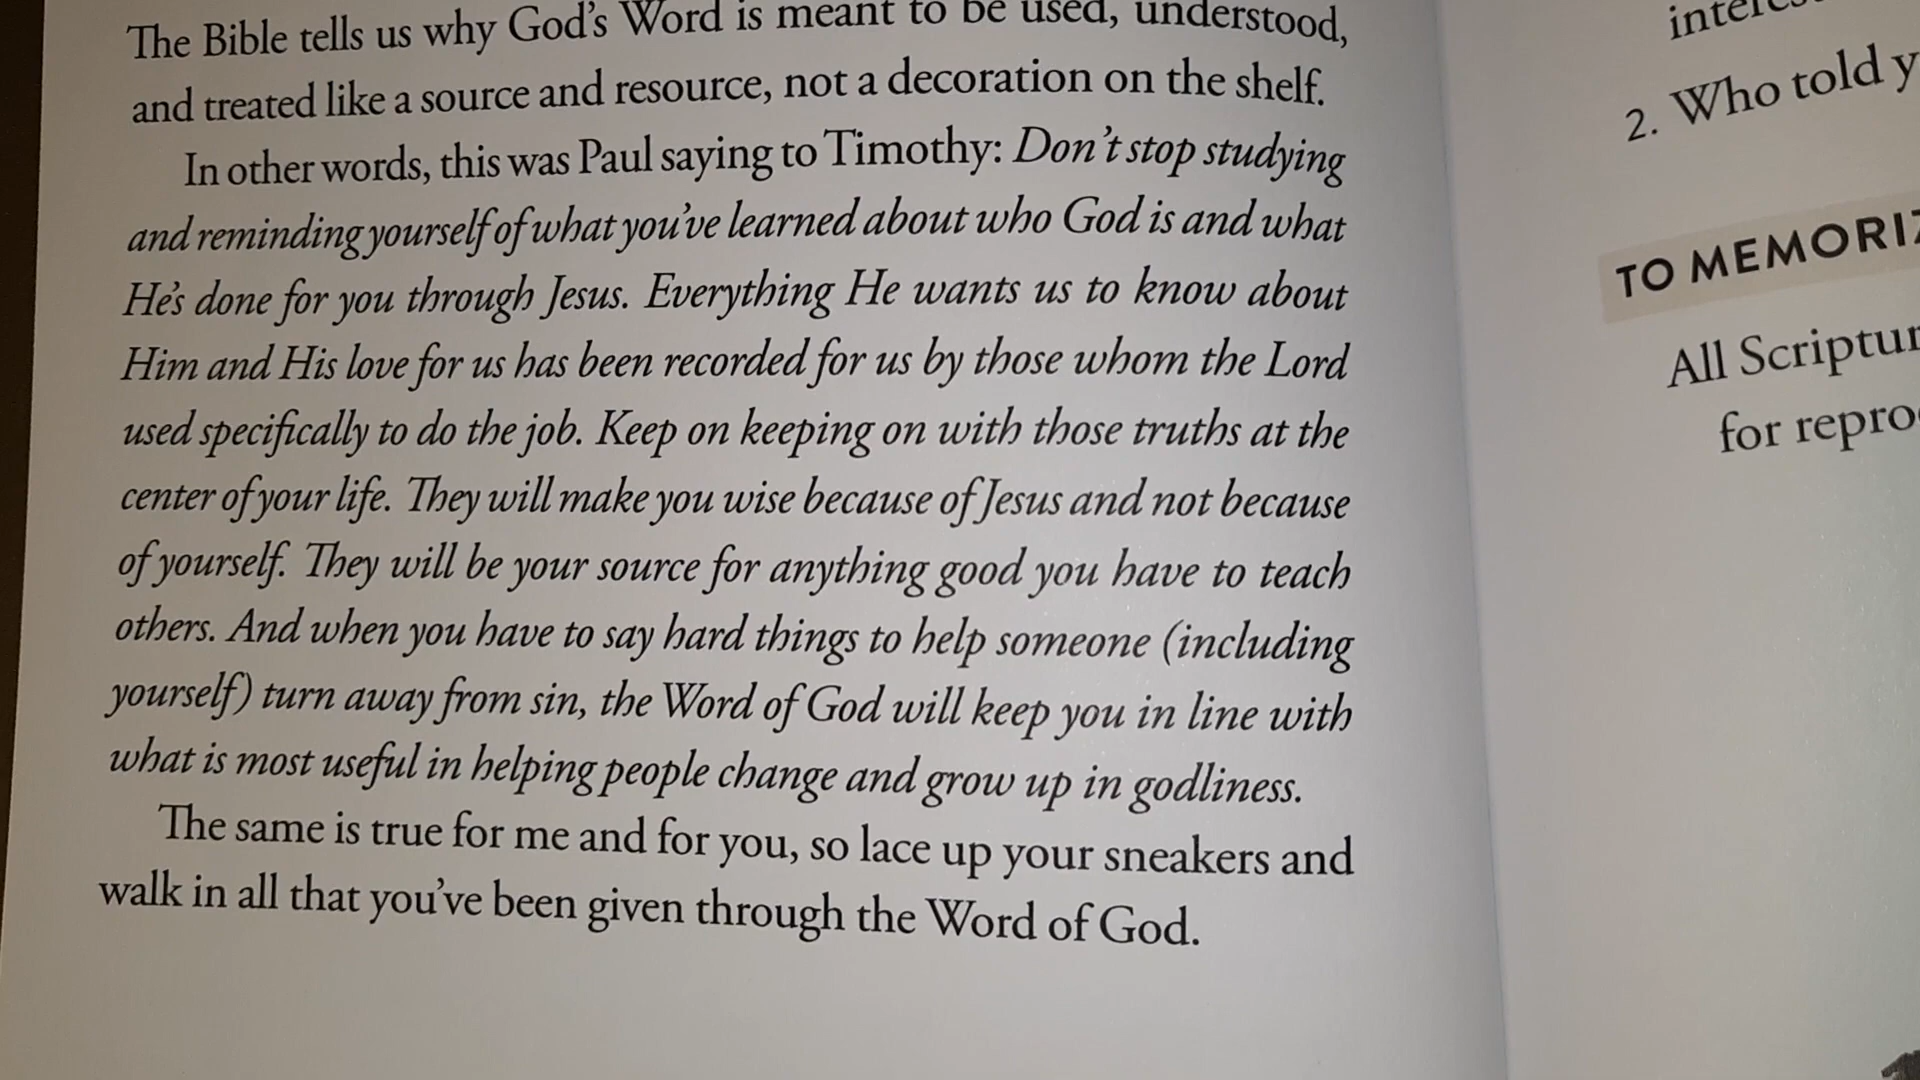 The Bible tells us why God's Word is meant to be used, understood,
and treated like a source and resource, not a decoration on the shelf.
In other words, this was Paul saying to Timothy: Don't stop studying
and reminding yourself of what you've learned about who God is and what
He's done for you through Jesus. Everything He wants us to know about
Him and His love for us has been recorded for us by those whom the Lord
used specifically to do the job. Keep on keeping on with those truths at the
center of your life. They will make you wise because of Jesus and not because
of yourself. They will be your source for anything good you have to teach
others. And when you have to say hard things to help someone (including
yourself) turn away from sin, the Word of God will keep you in line with
what is most useful in helping people change and grow up in godliness.
The same is true for me and for you, so lace up your sneakers and
walk in all that you've been given through the Word of God.
2. Who told
TO
All
for